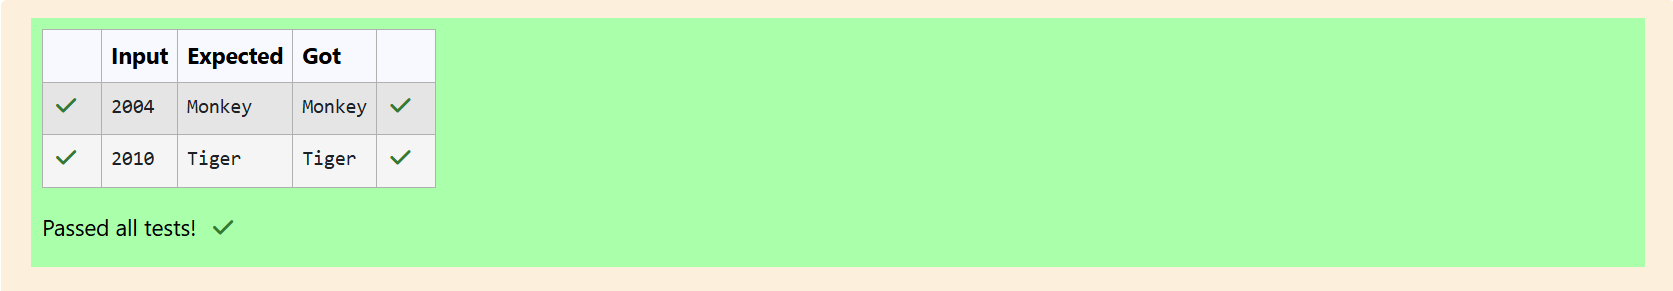 Input Expected Got
2004 Monkey Monkey
2010 Tiger Tiger
Passed all tests!